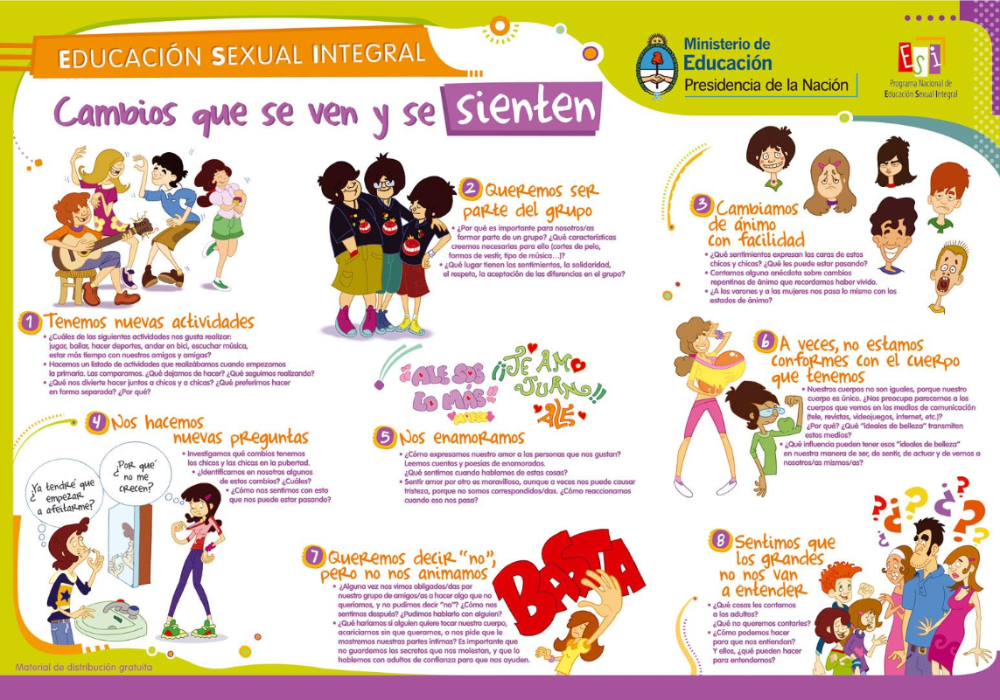 EDUCACIÓN SEXUAL INTEGRAL
Cambios que se ven y se sienten
Ministerio de
Educación
Presidencia de la Nación
ESI
Programa Nacional de
Educación Sexual Integral
1 Tenemos nuevas actividades
• ¿Cuáles de las siguientes actividades nos gusta realizar:
jugar, bailar, hacer deportes, andar en bici, escuchar música,
estar más tiempo con nuestros amigos y amigas?
• Hacemos un listado de actividades que realizábamos cuando empezamos
la primaria. Las comparamos. ¿Qué dejamos de hacer? ¿Qué seguimos realizando?
• ¿Qué nos divierte hacer juntos a chicos y a chicas? ¿Qué preferimos hacer
en forma separada? ¿Por qué?
2 Queremos ser
parte del grupo
• ¿Por qué es importante para nosotros/as
formar parte de un grupo? ¿Qué características
creemos necesarias para ello (cortes de pelo,
formas de vestir, tipo de música...)?
• ¿Qué lugar tienen los sentimientos, la solidaridad,
el respeto, la aceptación de las diferencias en el grupo?
3 Cambiamos
de ánimo
con facilidad
• ¿Qué sentimientos expresan las caras de estos
chicos y chicas? ¿Qué les puede estar pasando?
• Contamos alguna anécdota sobre cambios
repentinos de ánimo que recordamos haber vivido.
• ¿A los varones y a las mujeres nos pasa lo mismo con los
estados de ánimo?
4 Nos hacemos
nuevas preguntas
• Investigamos qué cambios tenemos
los chicos y las chicas en la pubertad.
• ¿Identificamos en nosotros algunos
de estos cambios? ¿Cuáles?
• ¿Cómo nos sentimos con esto
que nos puede estar pasando?
¿Ya tendré que
empezar
a afeitarme?
¿Por qué
no me
crecen?
¡¡ALE SOS
LO MÁS!!
JORGE
¡¡TE AMO
JUAN!!
ALE
5 Nos enamoramos
• ¿Cómo expresamos nuestro amor a las personas que nos gustan?
Leemos cuentos y poesías de enamorados.
¿Qué sentimos cuando hablamos de estas cosas?
• Sentir amor por otro es maravilloso, aunque a veces nos puede causar
tristeza, porque no somos correspondidos/das. ¿Cómo reaccionamos
cuando eso nos pasa?
6 A veces, no estamos
conformes con el cuerpo
que tenemos
• Nuestros cuerpos no son iguales, porque nuestro
cuerpo es único. ¿Nos preocupa parecernos a los
cuerpos que vemos en los medios de comunicación
(tele, revistas, videojuegos, internet, etc.)?
¿Por qué? ¿Qué "ideales de belleza" transmiten
estos medios?
• ¿Qué influencia pueden tener esos "ideales de belleza"
en nuestra manera de ser, de sentir, de actuar y de vernos a
nosotros/as mismos/as?
7 Queremos decir "no",
pero no nos animamos
• ¿Alguna vez nos vimos obligados/das por
nuestro grupo de amigos/as a hacer algo que no
queríamos, y no pudimos decir "no"? ¿Cómo nos
sentimos después? ¿Pudimos hablarlo con alguien?
• ¿Qué haríamos si alguien quiere tocar nuestro cuerpo,
acariciarnos sin que queramos, o nos pide que le
mostremos nuestras partes íntimas? Es importante que
no guardemos los secretos que nos molestan, y que lo
hablemos con adultos de confianza para que nos ayuden.
BASTA
8 Sentimos que
los grandes
no nos van
a entender
• ¿Qué cosas les contamos
a los adultos?
¿Qué no queremos contarles?
• ¿Cómo podemos hacer
para que nos entiendan?
Y ellos, ¿qué pueden hacer
para entendernos?
? ¿ ? ¿ ?
Material de distribución gratuita